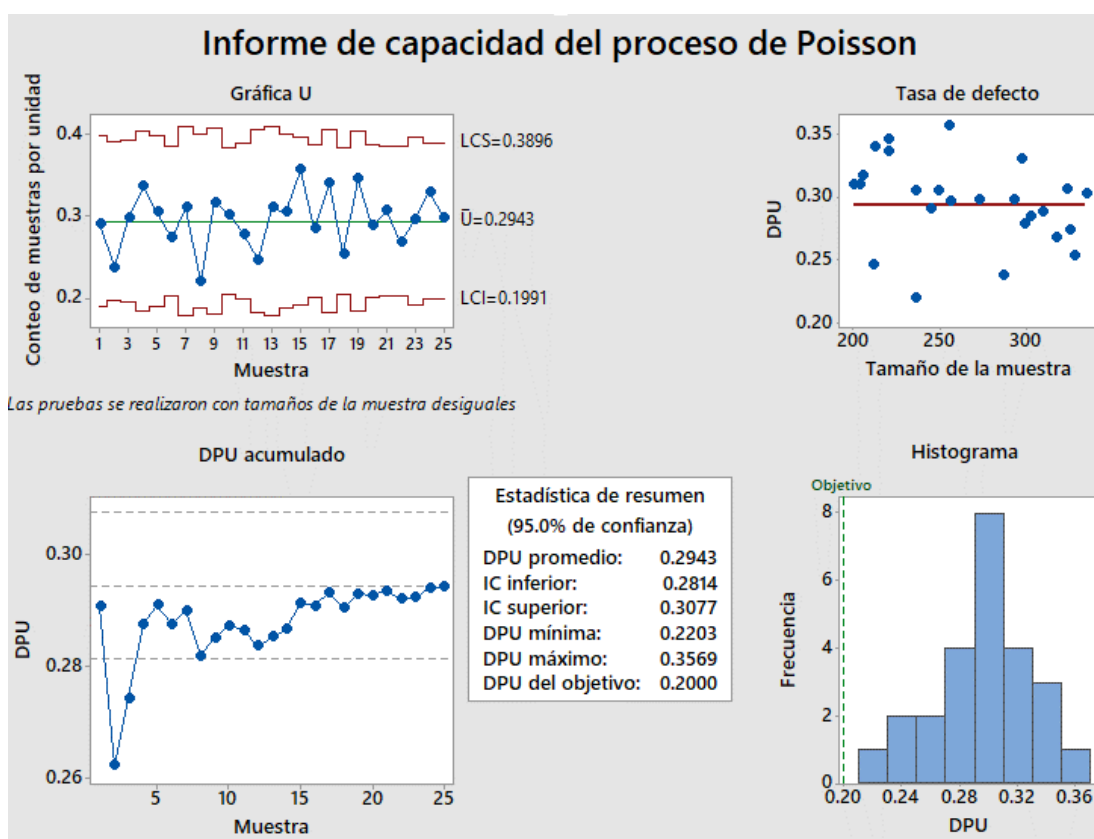 Informe de capacidad del proceso de Poisson
Gráfica U
Conteo de muestras por unidad
0.4
0.3
0.2
LCS=0.3896
Ū=0.2943
LCI=0.1991
1 3 5 7 9 11 13 15 17 19 21 23 25
Muestra
Las pruebas se realizaron con tamaños de la muestra desiguales
Tasa de defecto
DPU
0.35
0.30
0.25
0.20
200 250 300
Tamaño de la muestra
DPU acumulado
DPU
0.30
0.28
0.26
5 10 15 20 25
Muestra
Estadística de resumen
(95.0% de confianza)
DPU promedio: 0.2943
IC inferior: 0.2814
IC superior: 0.3077
DPU mínima: 0.2203
DPU máximo: 0.3569
DPU del objetivo: 0.2000
Histograma
Objetivo
Frecuencia
8
6
4
2
0
0.20 0.24 0.28 0.32 0.36
DPU